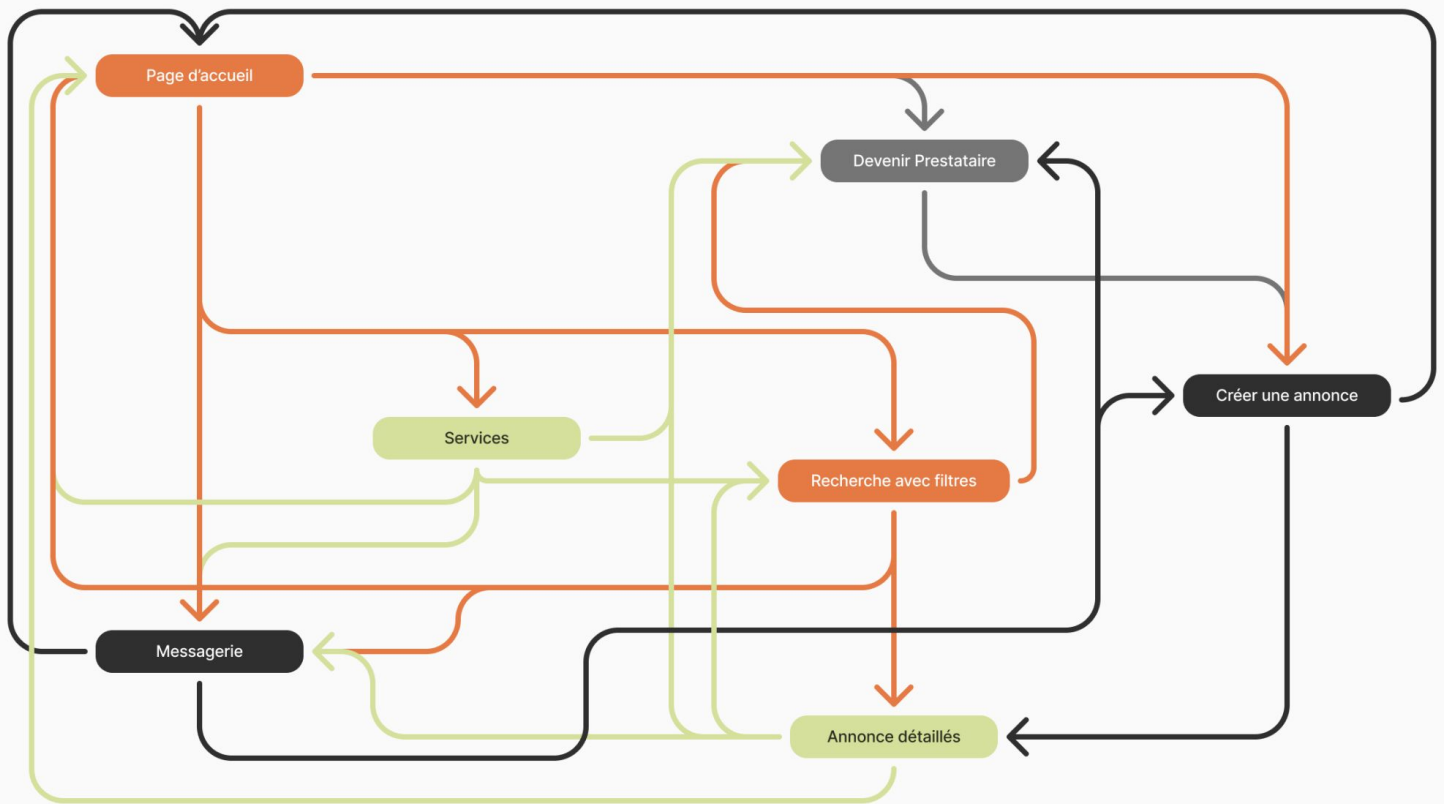 Page d’accueil
Devenir Prestataire
Créer une annonce
Services
Recherche avec filtres
Messagerie
Annonce détaillés